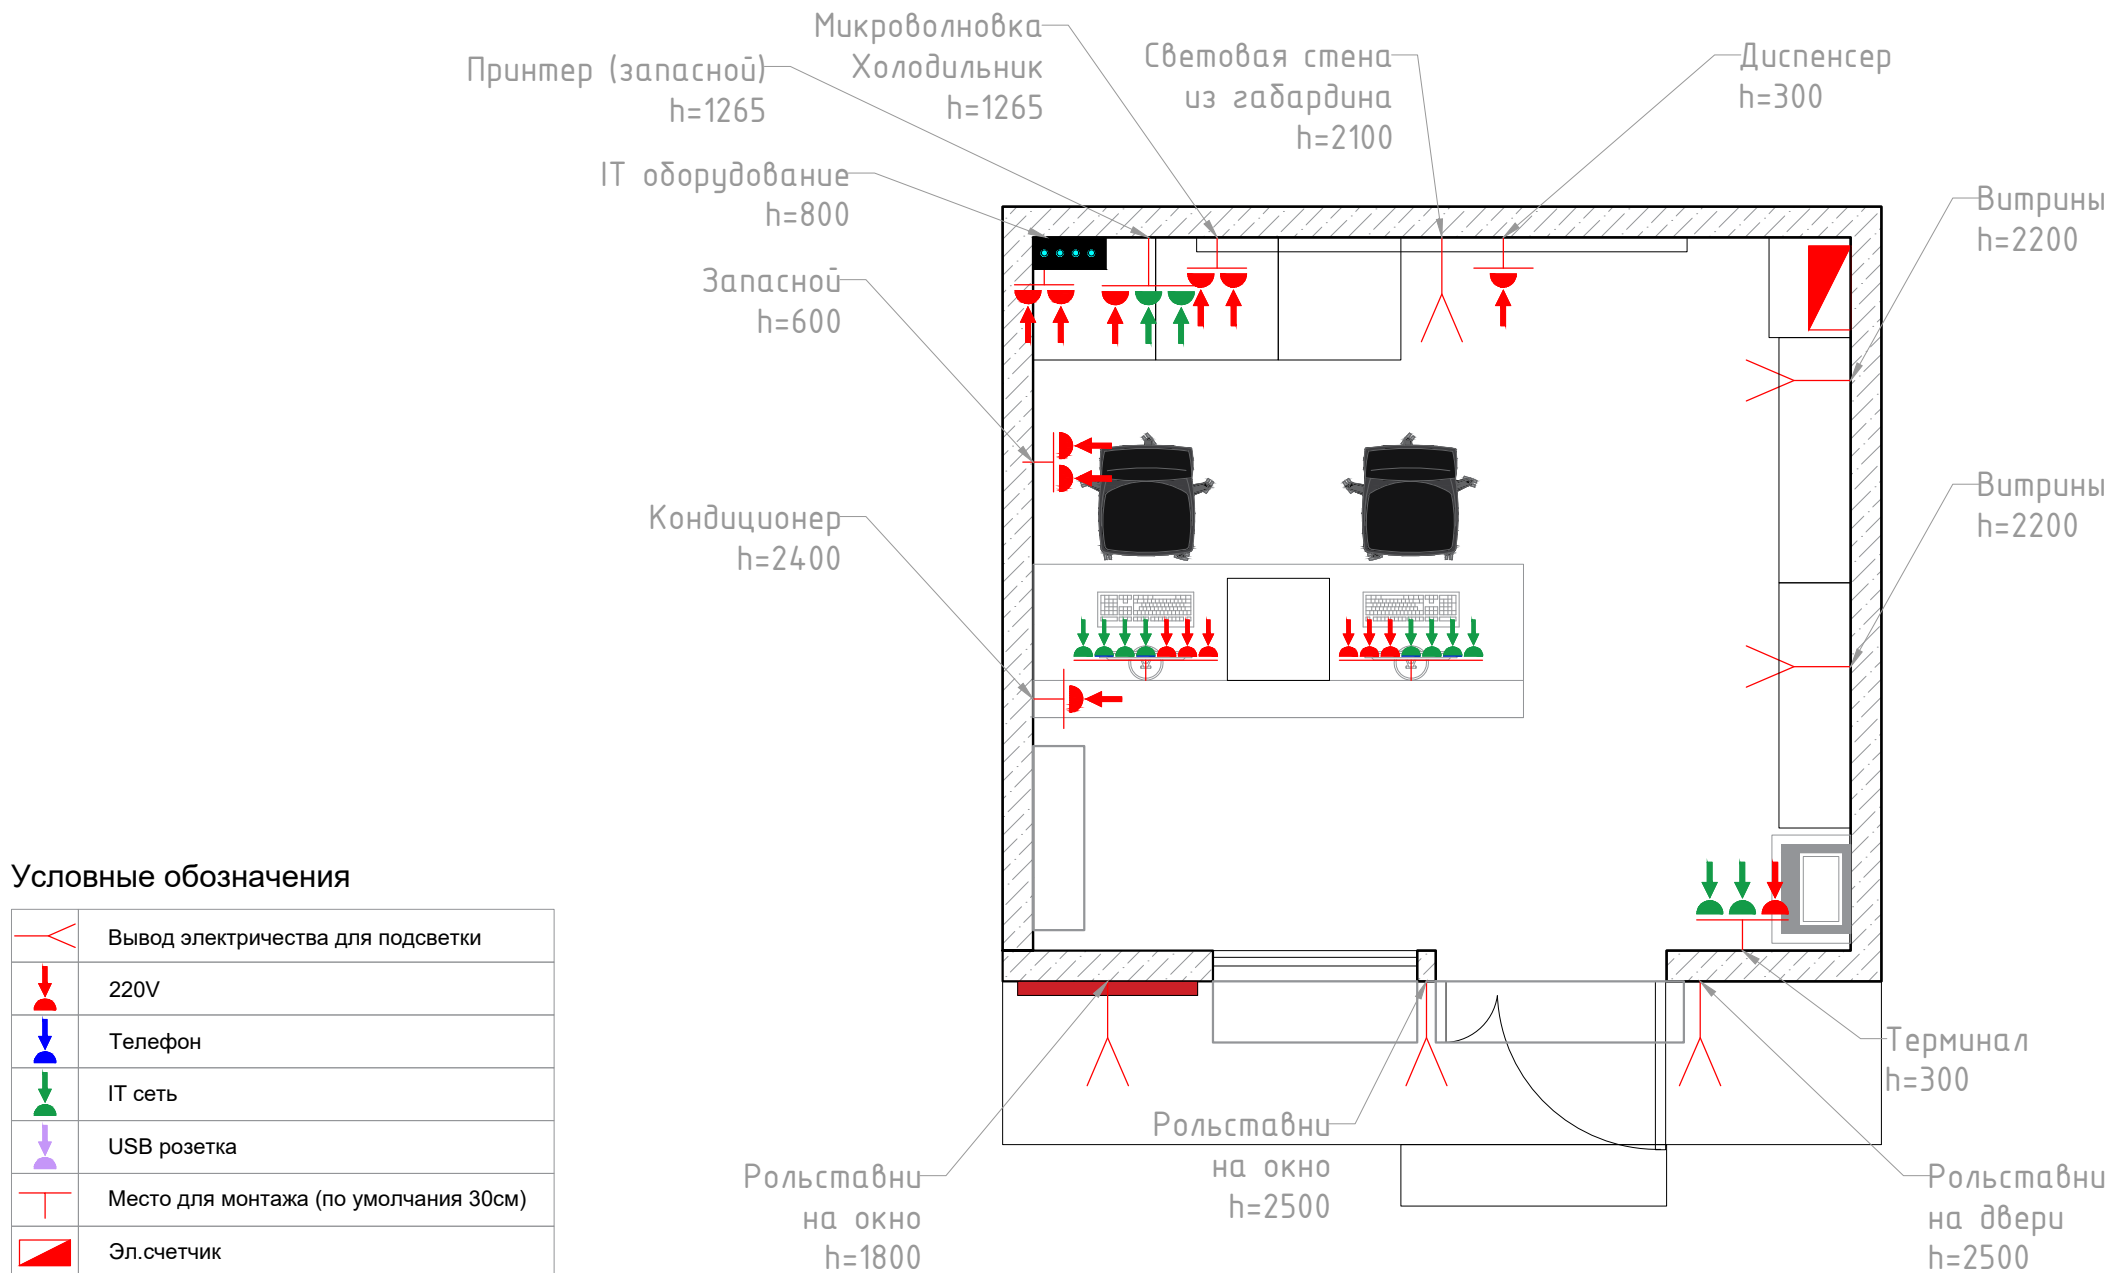 Микроволновка
Холодильник
h=1265
Принтер (запасной)
h=1265
Световая стена
из габардина
h=2100
Диспенсер
h=300
IT оборудование
h=800
Витрины
h=2200
Запасной
h=600
Витрины
h=2200
Кондиционер
h=2400
Терминал
h=300
Рольставни
на окно
h=2500
Рольставни
на окно
h=1800
Рольставни
на двери
h=2500
Условные обозначения
Вывод электричества для подсветки
220V
Телефон
IT сеть
USB розетка
Место для монтажа (по умолчания 30см)
Эл.счетчик